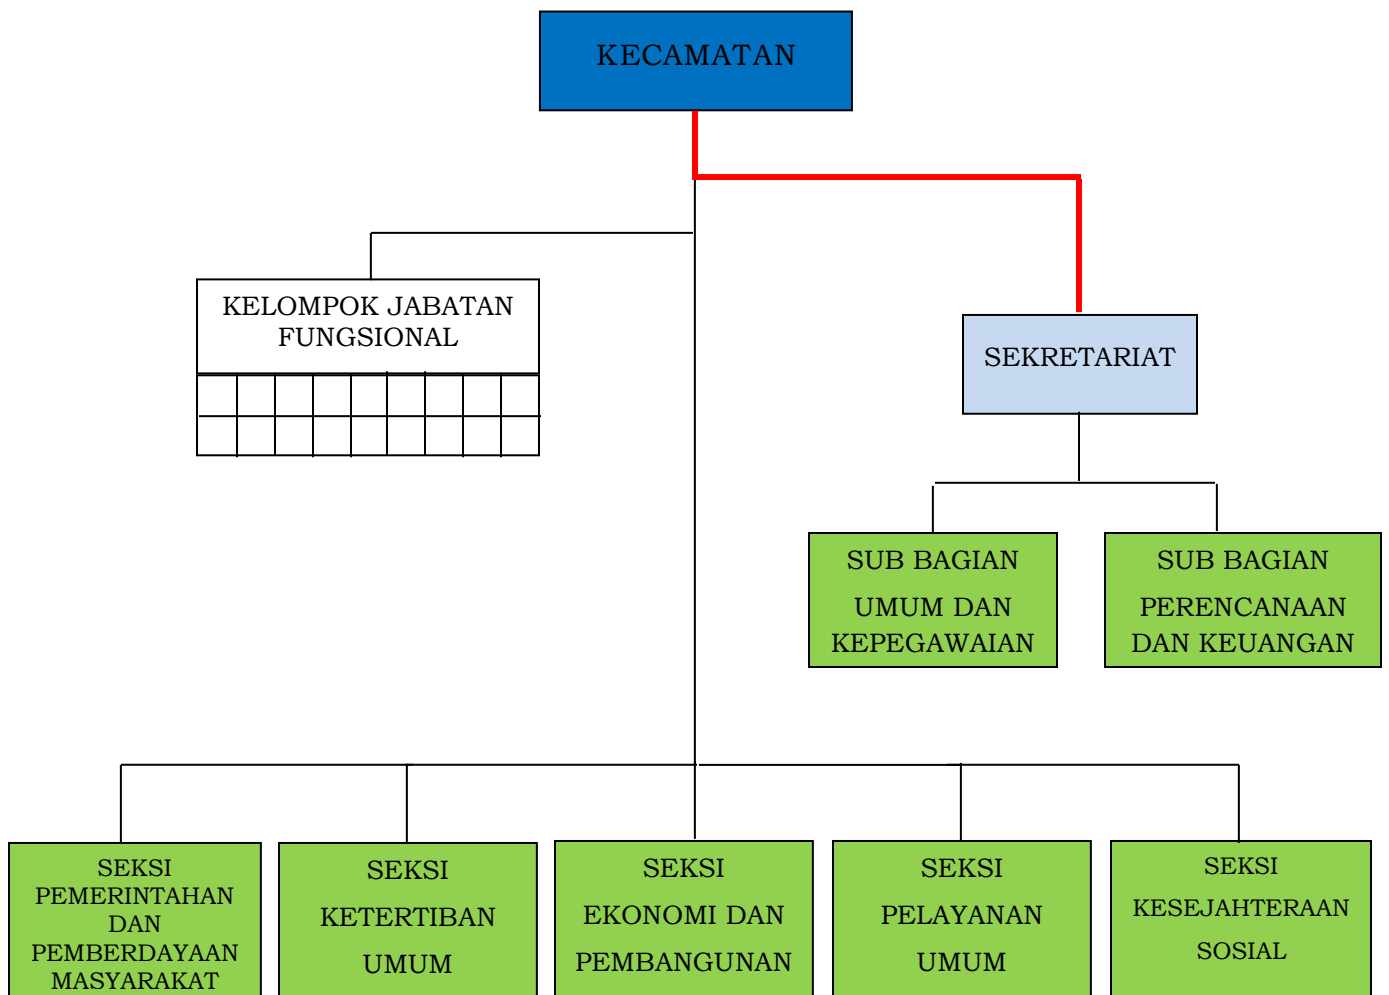 KECAMATAN
KELOMPOK JABATAN
FUNGSIONAL
SEKRETARIAT
SUB BAGIAN
UMUM DAN
KEPEGAWAIAN
SUB BAGIAN
PERENCANAAN
DAN KEUANGAN
SEKSI
PEMERINTAHAN
DAN
PEMBERDAYAAN
MASYARAKAT
SEKSI
KETERTIBAN
UMUM
SEKSI
EKONOMI DAN
PEMBANGUNAN
SEKSI
PELAYANAN
UMUM
SEKSI
KESEJAHTERAAN
SOSIAL